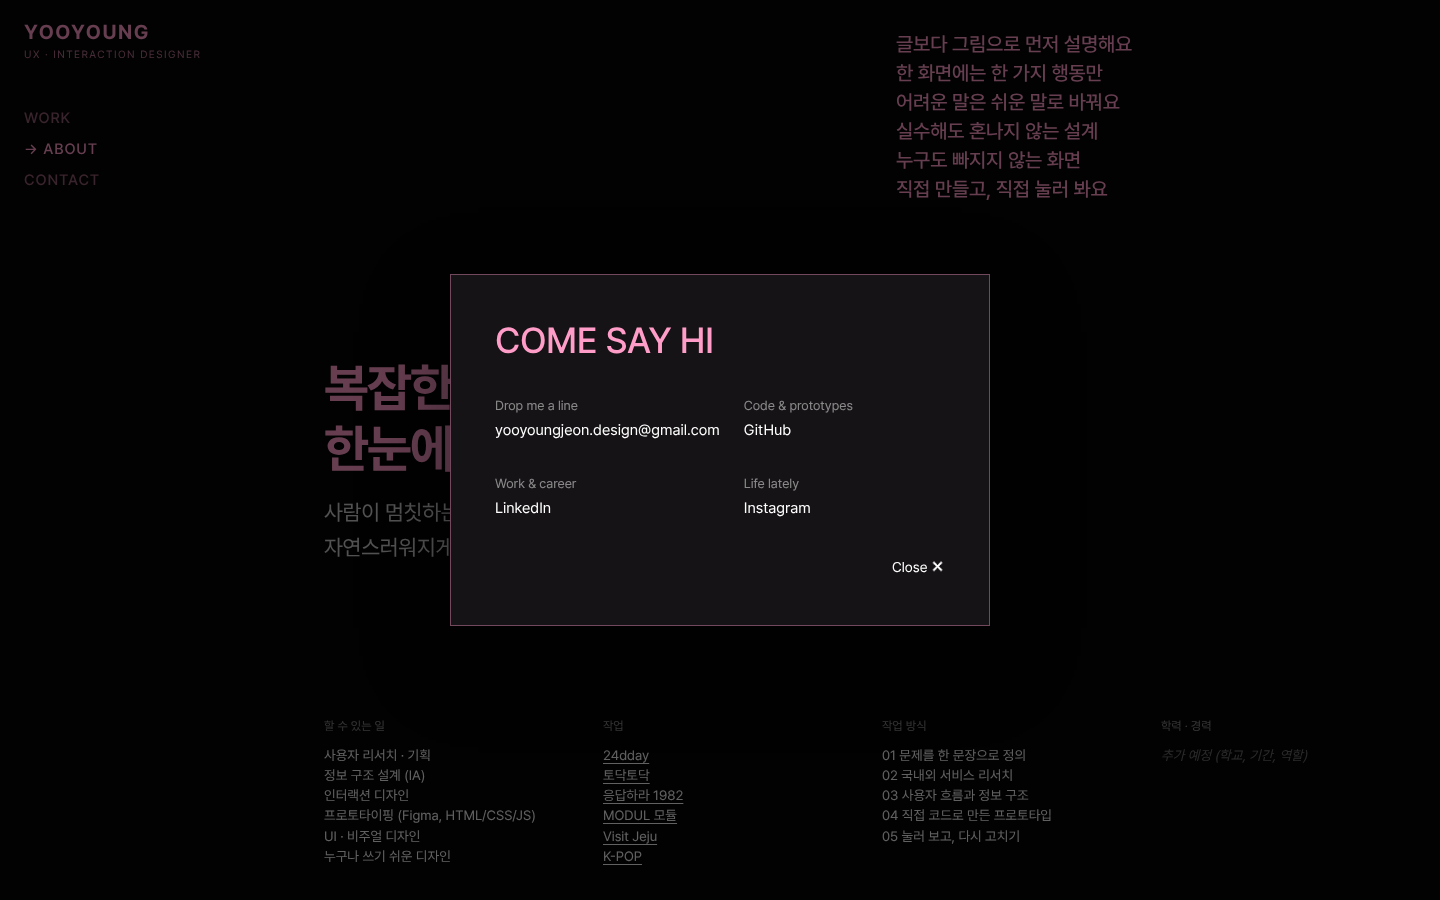 YOOYOUNG
UX · INTERACTION DESIGNER
WORK
→ ABOUT
CONTACT
글보다 그림으로 먼저 설명해요
한 화면에는 한 가지 행동만
어려운 말은 쉬운 말로 바꿔요
실수해도 혼나지 않는 설계
누구도 빠지지 않는 화면
직접 만들고, 직접 눌러 봐요
복잡한
한눈에
사람이 멈칫하는
자연스러워지게
COME SAY HI
Drop me a line
yooyoungjeon.design@gmail.com
Code & prototypes
GitHub
Work & career
LinkedIn
Life lately
Instagram
Close ✕
할 수 있는 일
사용자 리서치 · 기획
정보 구조 설계 (IA)
인터랙션 디자인
프로토타이핑 (Figma, HTML/CSS/JS)
UI · 비주얼 디자인
누구나 쓰기 쉬운 디자인
작업
24dday
토닥토닥
응답하라 1982
MODUL 모듈
Visit Jeju
K-POP
작업 방식
01 문제를 한 문장으로 정의
02 국내외 서비스 리서치
03 사용자 흐름과 정보 구조
04 직접 코드로 만든 프로토타입
05 눌러 보고, 다시 고치기
학력 · 경력
추가 예정 (학교, 기간, 역할)